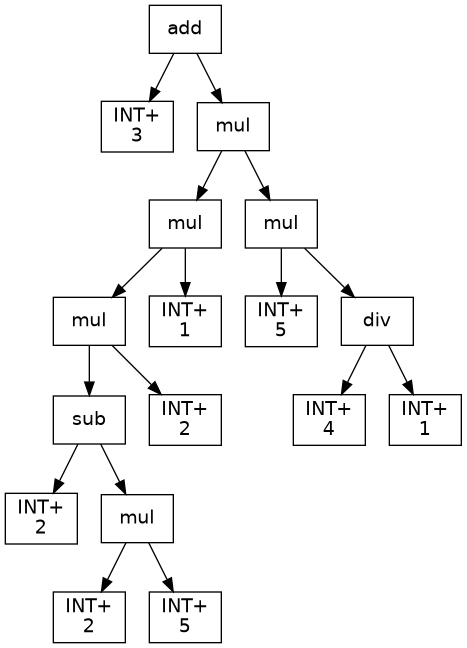 add
INT+
3
mul
mul
mul
mul
INT+
1
INT+
5
div
sub
INT+
2
INT+
4
INT+
1
INT+
2
mul
INT+
2
INT+
5